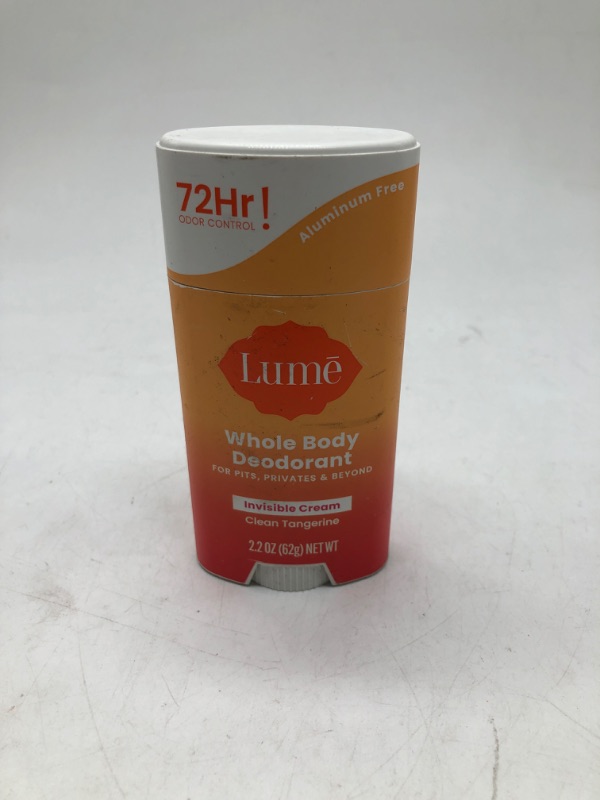 72Hr!
ODOR CONTROL
Aluminum Free
Lumē
Whole Body
Deodorant
FOR PITS, PRIVATES & BEYOND
Invisible Cream
Clean Tangerine
2.2 OZ (62g) NET WT